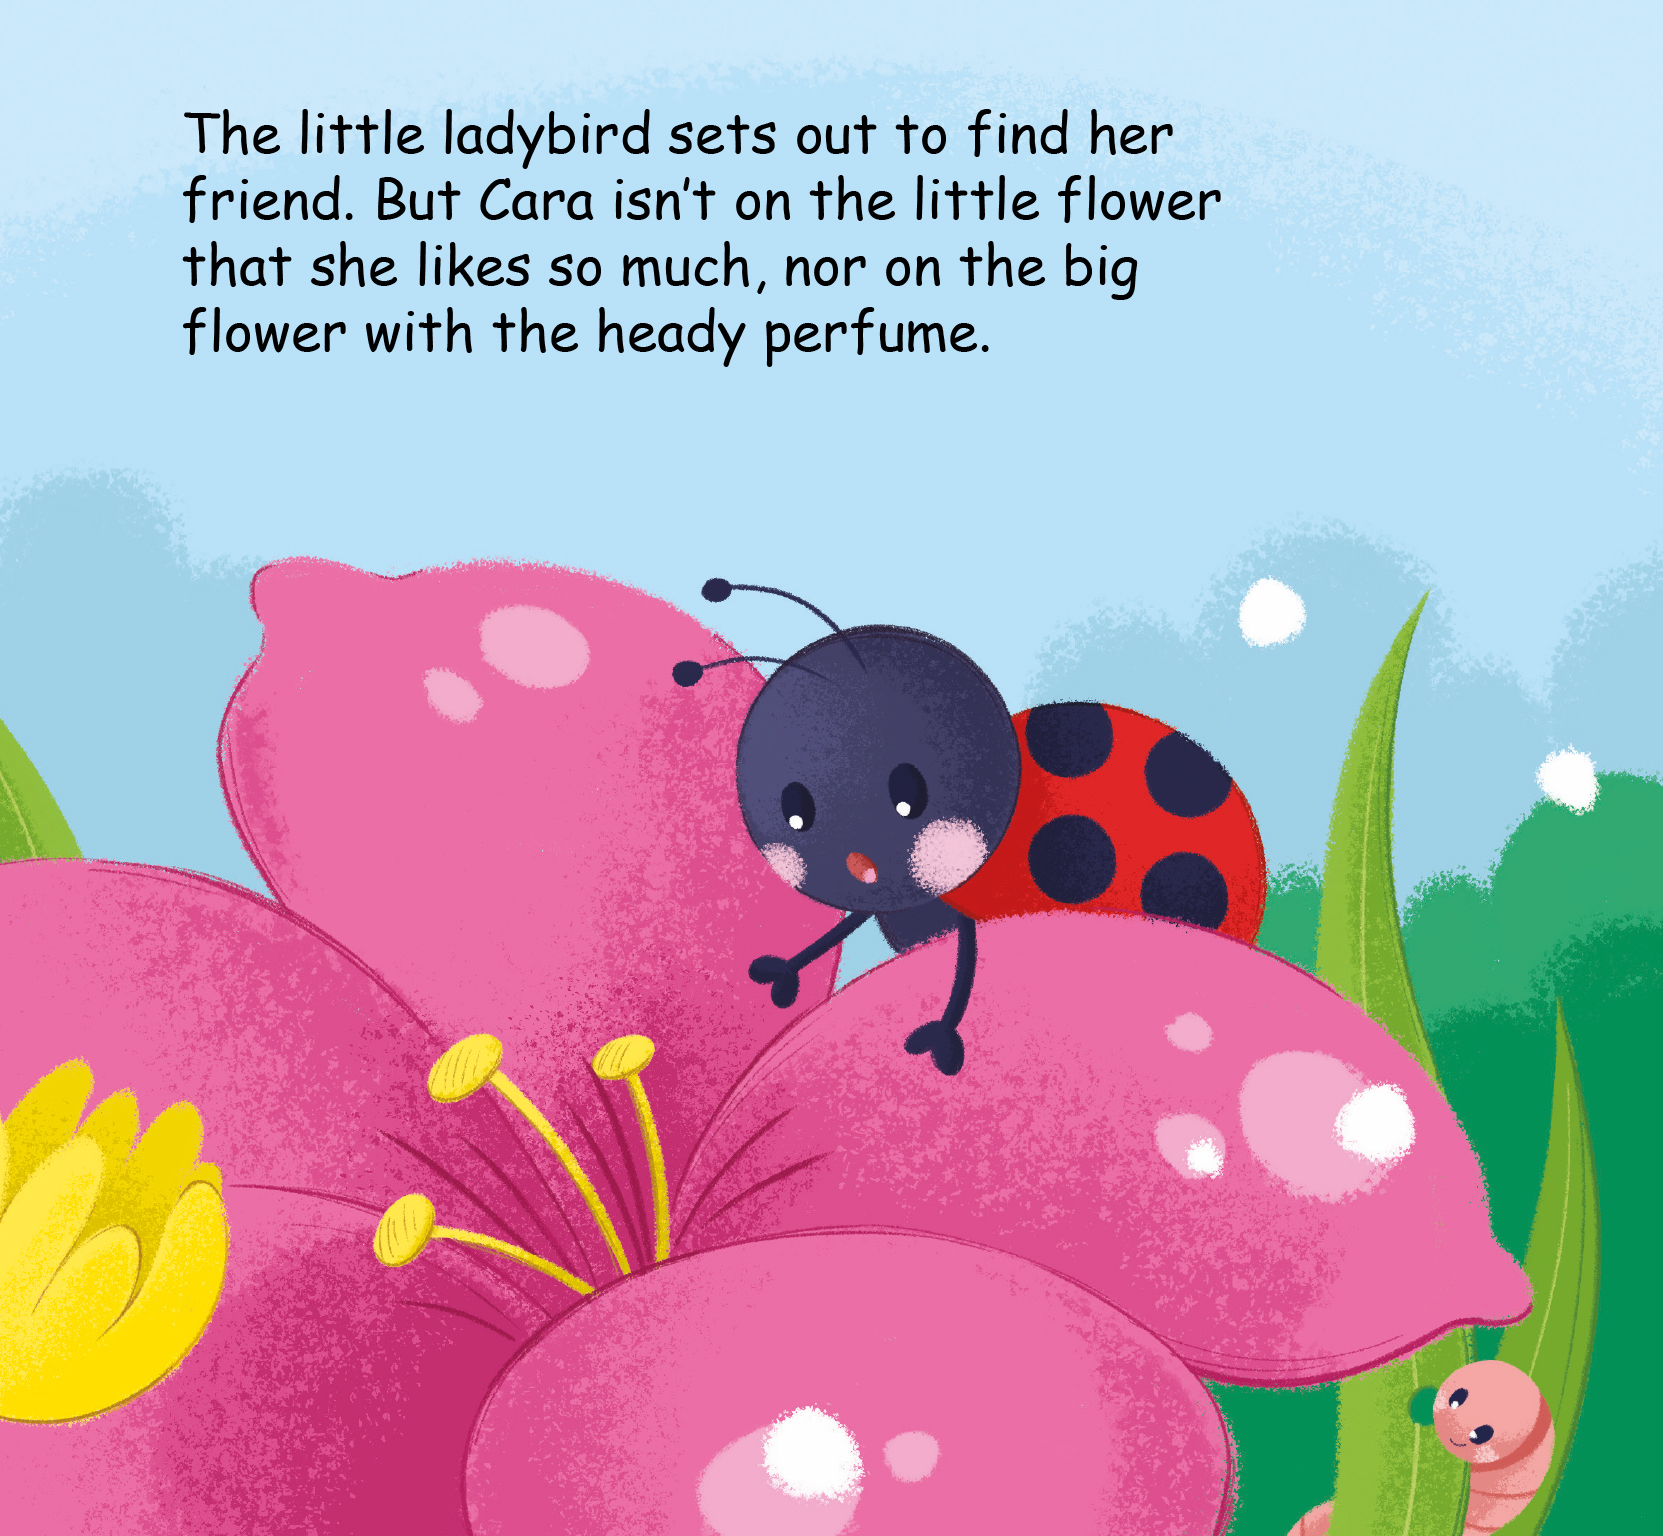 The little ladybird sets out to find her
friend. But Cara isn’t on the little flower
that she likes so much, nor on the big
flower with the heady perfume.